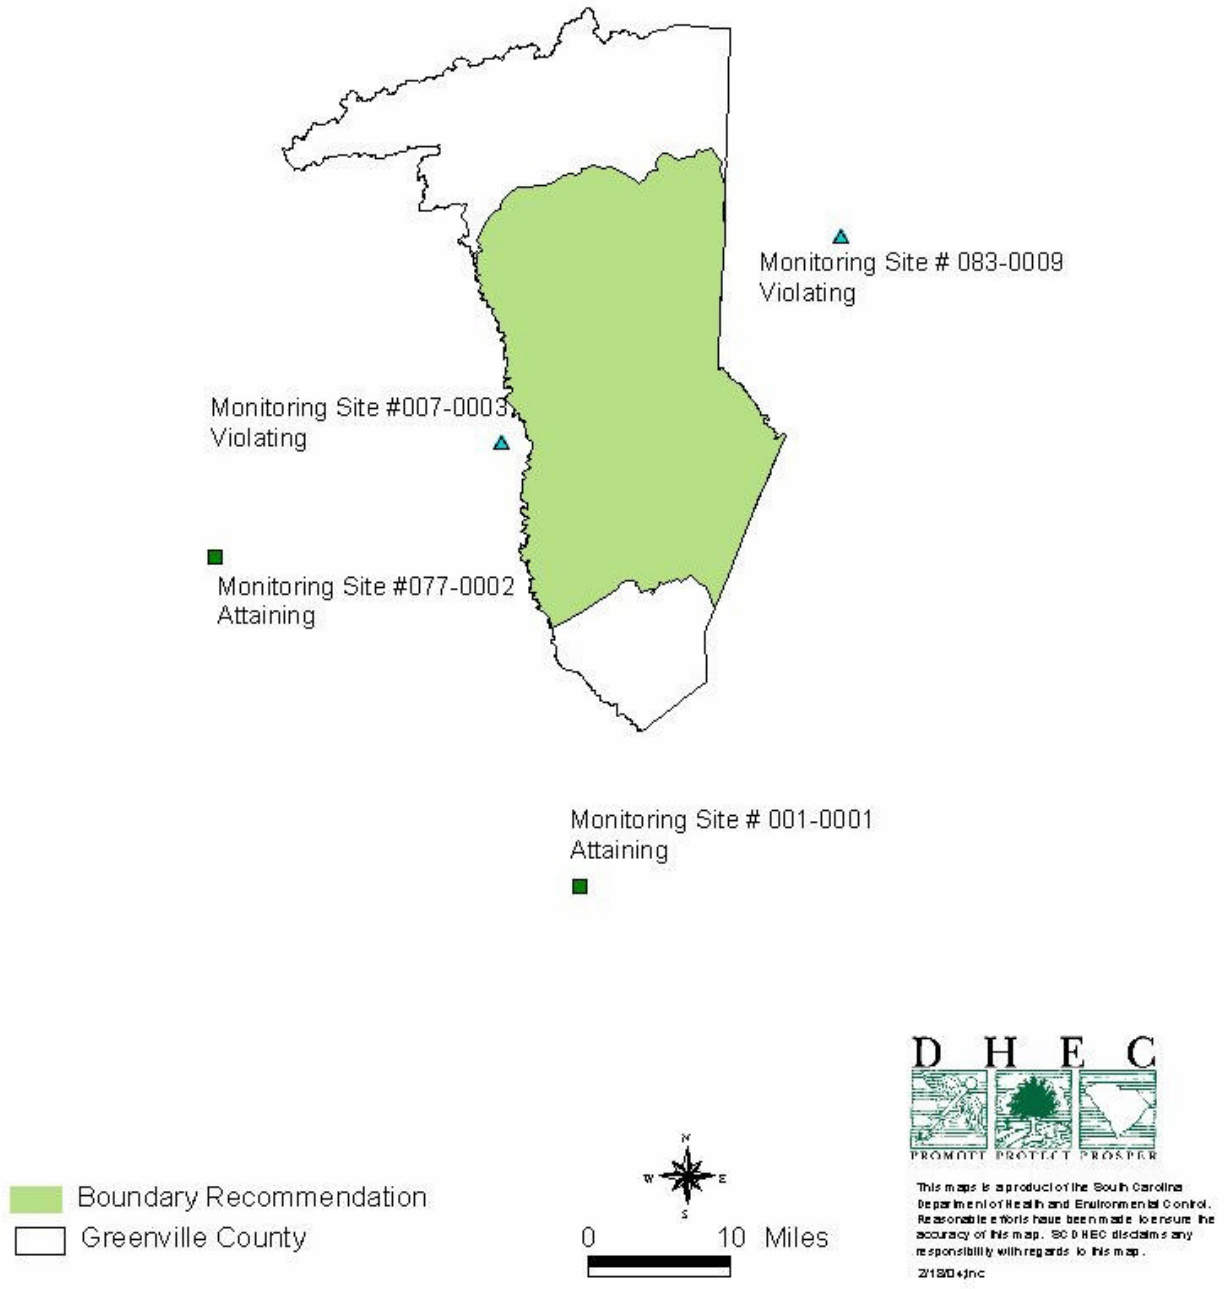 Monitoring Site # 083-0009
Violating
Monitoring Site #007-0003
Violating
Monitoring Site #077-0002
Attaining
Monitoring Site # 001-0001
Attaining
D H E C
PROMOTE PROTECT PROSPER
N
W E
S
Boundary Recommendation
Greenville County
0 10 Miles
This maps is a product of the South Carolina
Department of Health and Environmental Control.
Reasonable efforts have been made to ensure the
accuracy of this map. SCDHEC disclaims any
responsibility with regards to this map.